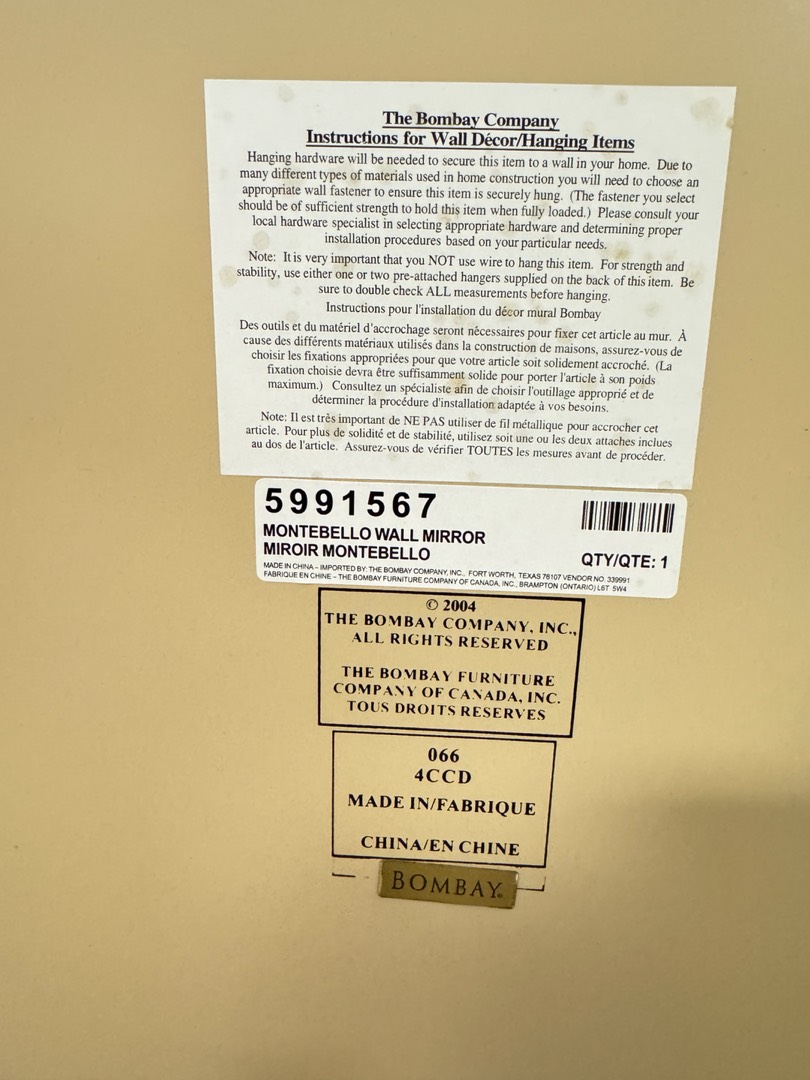 The Bombay Company
Instructions for Wall Décor/Hanging Items
Hanging hardware will be needed to secure this item to a wall in your home. Due to
many different types of materials used in home construction you will need to choose an
appropriate wall fastener to ensure this item is securely hung. (The fastener you select
should be of sufficient strength to hold this item when fully loaded.) Please consult your
local hardware specialist in selecting appropriate hardware and determining proper
installation procedures based on your particular needs.
Note: It is very important that you NOT use wire to hang this item. For strength and
stability, use either one or two pre-attached hangers supplied on the back of this item. Be
sure to double check ALL measurements before hanging.
Instructions pour l'installation du décor mural Bombay
Des outils et du matériel d'accrochage seront nécessaires pour fixer cet article au mur. À
cause des différents matériaux utilisés dans la construction de maisons, assurez-vous de
choisir les fixations appropriées pour que votre article soit solidement accroché. (La
fixation choisie devra être suffisamment solide pour porter l'article à son poids
maximum.) Consultez un spécialiste afin de choisir l'outillage approprié et de
déterminer la procédure d'installation adaptée à vos besoins.
Note: Il est très important de NE PAS utiliser de fil métallique pour accrocher cet
article. Pour plus de solidité et de stabilité, utilisez soit une ou les deux attaches inclues
au dos de l'article. Assurez-vous de vérifier TOUTES les mesures avant de procéder.
5991567
MONTEBELLO WALL MIRROR
MIROIR MONTEBELLO
QTY/QTE: 1
MADE IN CHINA – IMPORTED BY: THE BOMBAY COMPANY, INC., FORT WORTH, TEXAS 76107 VENDOR NO. 339991
FABRIQUE EN CHINE – THE BOMBAY FURNITURE COMPANY OF CANADA, INC., BRAMPTON (ONTARIO) L6T 5W4
© 2004
THE BOMBAY COMPANY, INC.,
ALL RIGHTS RESERVED
THE BOMBAY FURNITURE
COMPANY OF CANADA, INC.
TOUS DROITS RESERVES
066
4CCD
MADE IN/FABRIQUE
CHINA/EN CHINE
BOMBAY®